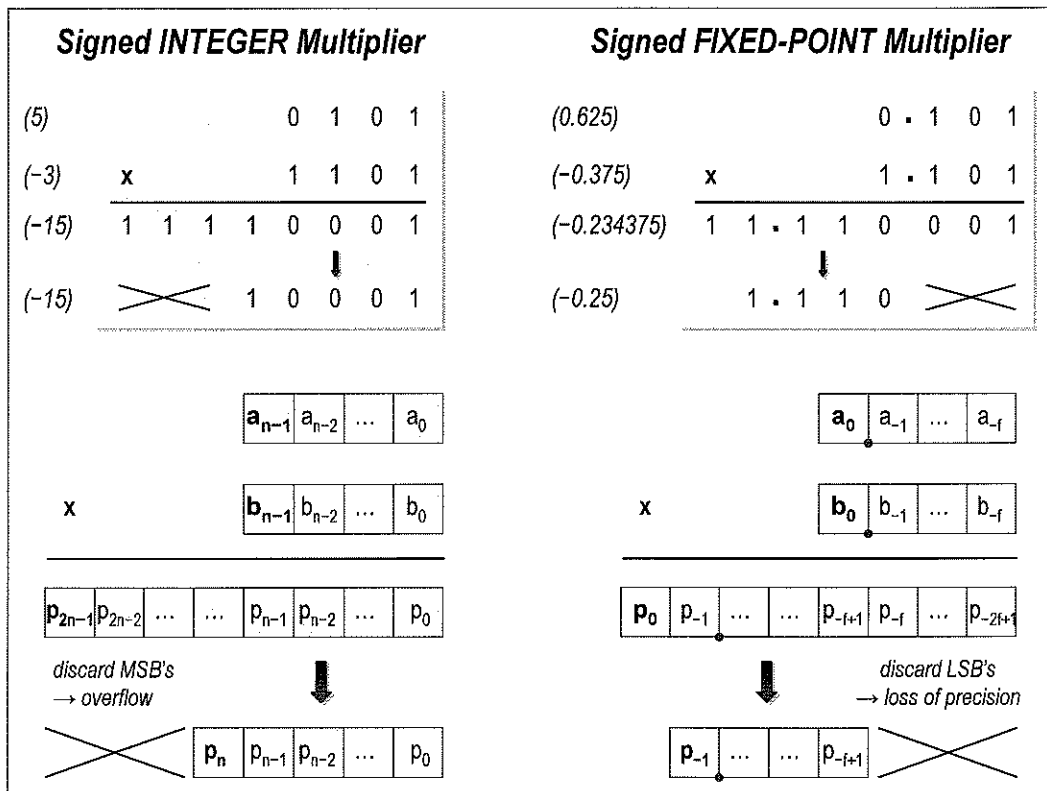 Signed INTEGER Multiplier
(5) 0 1 0 1
(−3) x 1 1 0 1
(−15) 1 1 1 1 0 0 0 1
(−15) 1 0 0 0 1
a_{n−1} a_{n−2} ... a_0
x b_{n−1} b_{n−2} ... b_0
p_{2n−1} p_{2n−2} ... ... p_{n−1} p_{n−2} ... p_0
discard MSB's
→ overflow
p_n p_{n−1} p_{n−2} ... p_0
Signed FIXED-POINT Multiplier
(0.625) 0 . 1 0 1
(−0.375) x 1 . 1 0 1
(−0.234375) 1 1 . 1 1 0 0 0 1
(−0.25) 1 . 1 1 0
a_0 a_{−1} ... a_{−f}
x b_0 b_{−1} ... b_{−f}
p_0 p_{−1} ... ... p_{−f+1} p_{−f} ... p_{−2f+1}
discard LSB's
→ loss of precision
p_{−1} ... ... p_{−f+1}